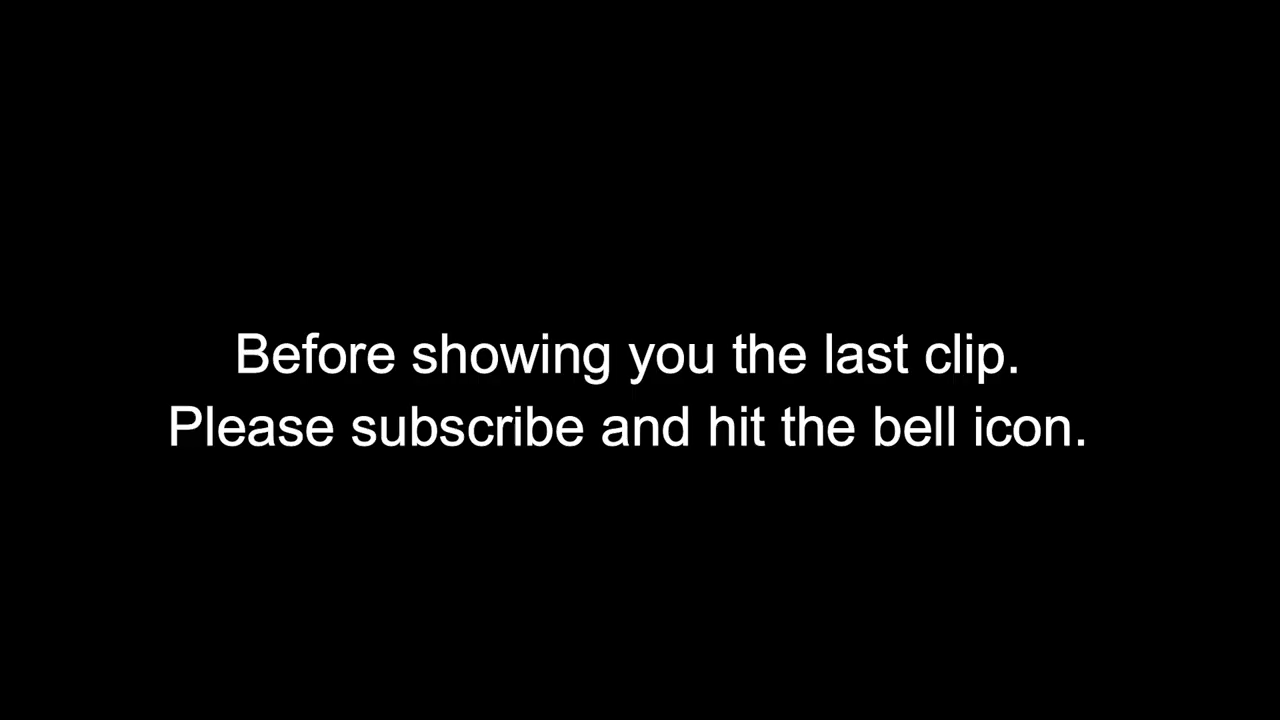 Before showing you the last clip.
Please subscribe and hit the bell icon.